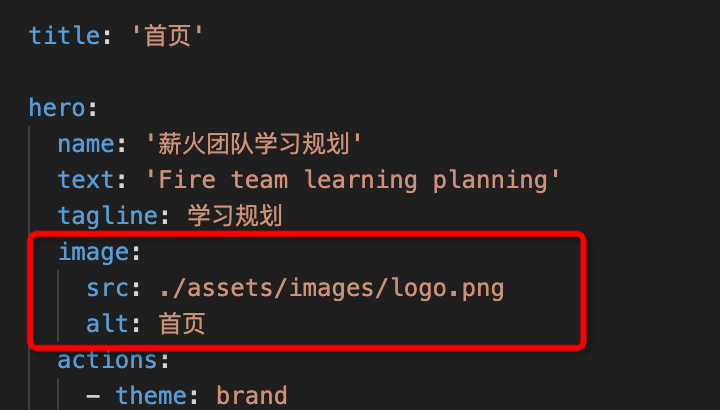 title: '首页'
hero:
name: '薪火团队学习规划'
text: 'Fire team learning planning'
tagline: 学习规划
image:
src: ./assets/images/logo.png
alt: 首页
actions:
- theme: brand